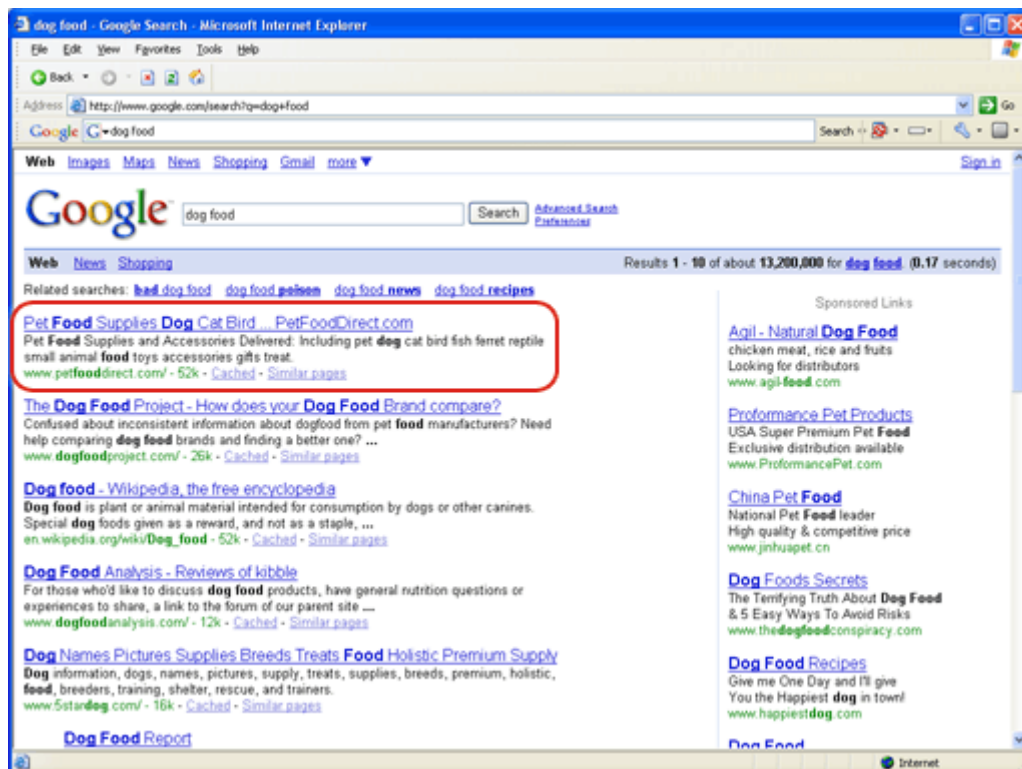 dog food - Google Search - Microsoft Internet Explorer
File Edit View Favorites Tools Help
Back
Address http://www.google.com/search?q=dog+food Go
Google G dog food Search
Web Images Maps News Shopping Gmail more ▼ Sign in
Google dog food Search Advanced Search
Preferences
Web News Shopping Results 1 - 10 of about 13,200,000 for dog food. (0.17 seconds)
Related searches: bad dog food dog food poison dog food news dog food recipes
Pet Food Supplies Dog Cat Bird ... PetFoodDirect.com
Pet Food Supplies and Accessories Delivered: Including pet dog cat bird fish ferret reptile
small animal food toys accessories gifts treat.
www.petfooddirect.com/ - 52k - Cached - Similar pages
The Dog Food Project - How does your Dog Food Brand compare?
Confused about inconsistent information about dogfood from pet food manufacturers? Need
help comparing dog food brands and finding a better one? ...
www.dogfoodproject.com/ - 26k - Cached - Similar pages
Dog food - Wikipedia, the free encyclopedia
Dog food is plant or animal material intended for consumption by dogs or other canines.
Special dog foods given as a reward, and not as a staple, ...
en.wikipedia.org/wiki/Dog_food - 52k - Cached - Similar pages
Dog Food Analysis - Reviews of kibble
For those who'd like to discuss dog food products, have general nutrition questions or
experiences to share, a link to the forum of our parent site ...
www.dogfoodanalysis.com/ - 12k - Cached - Similar pages
Dog Names Pictures Supplies Breeds Treats Food Holistic Premium Supply
Dog information, dogs, names, pictures, supply, treats, supplies, breeds, premium, holistic,
food, breeders, training, shelter, rescue, and trainers.
www.5stardog.com/ - 16k - Cached - Similar pages
Dog Food Report
Sponsored Links
Agil - Natural Dog Food
chicken meat, rice and fruits
Looking for distributors
www.agil-food.com
Proformance Pet Products
USA Super Premium Pet Food
Exclusive distribution available
www.ProformancePet.com
China Pet Food
National Pet Food leader
High quality & competitive price
www.jinhuapet.cn
Dog Foods Secrets
The Terrifying Truth About Dog Food
& 5 Easy Ways To Avoid Risks
www.thedogfoodconspiracy.com
Dog Food Recipes
Give me One Day and I'll give
You the Happiest dog in town!
www.happiestdog.com
Dog Food
Internet